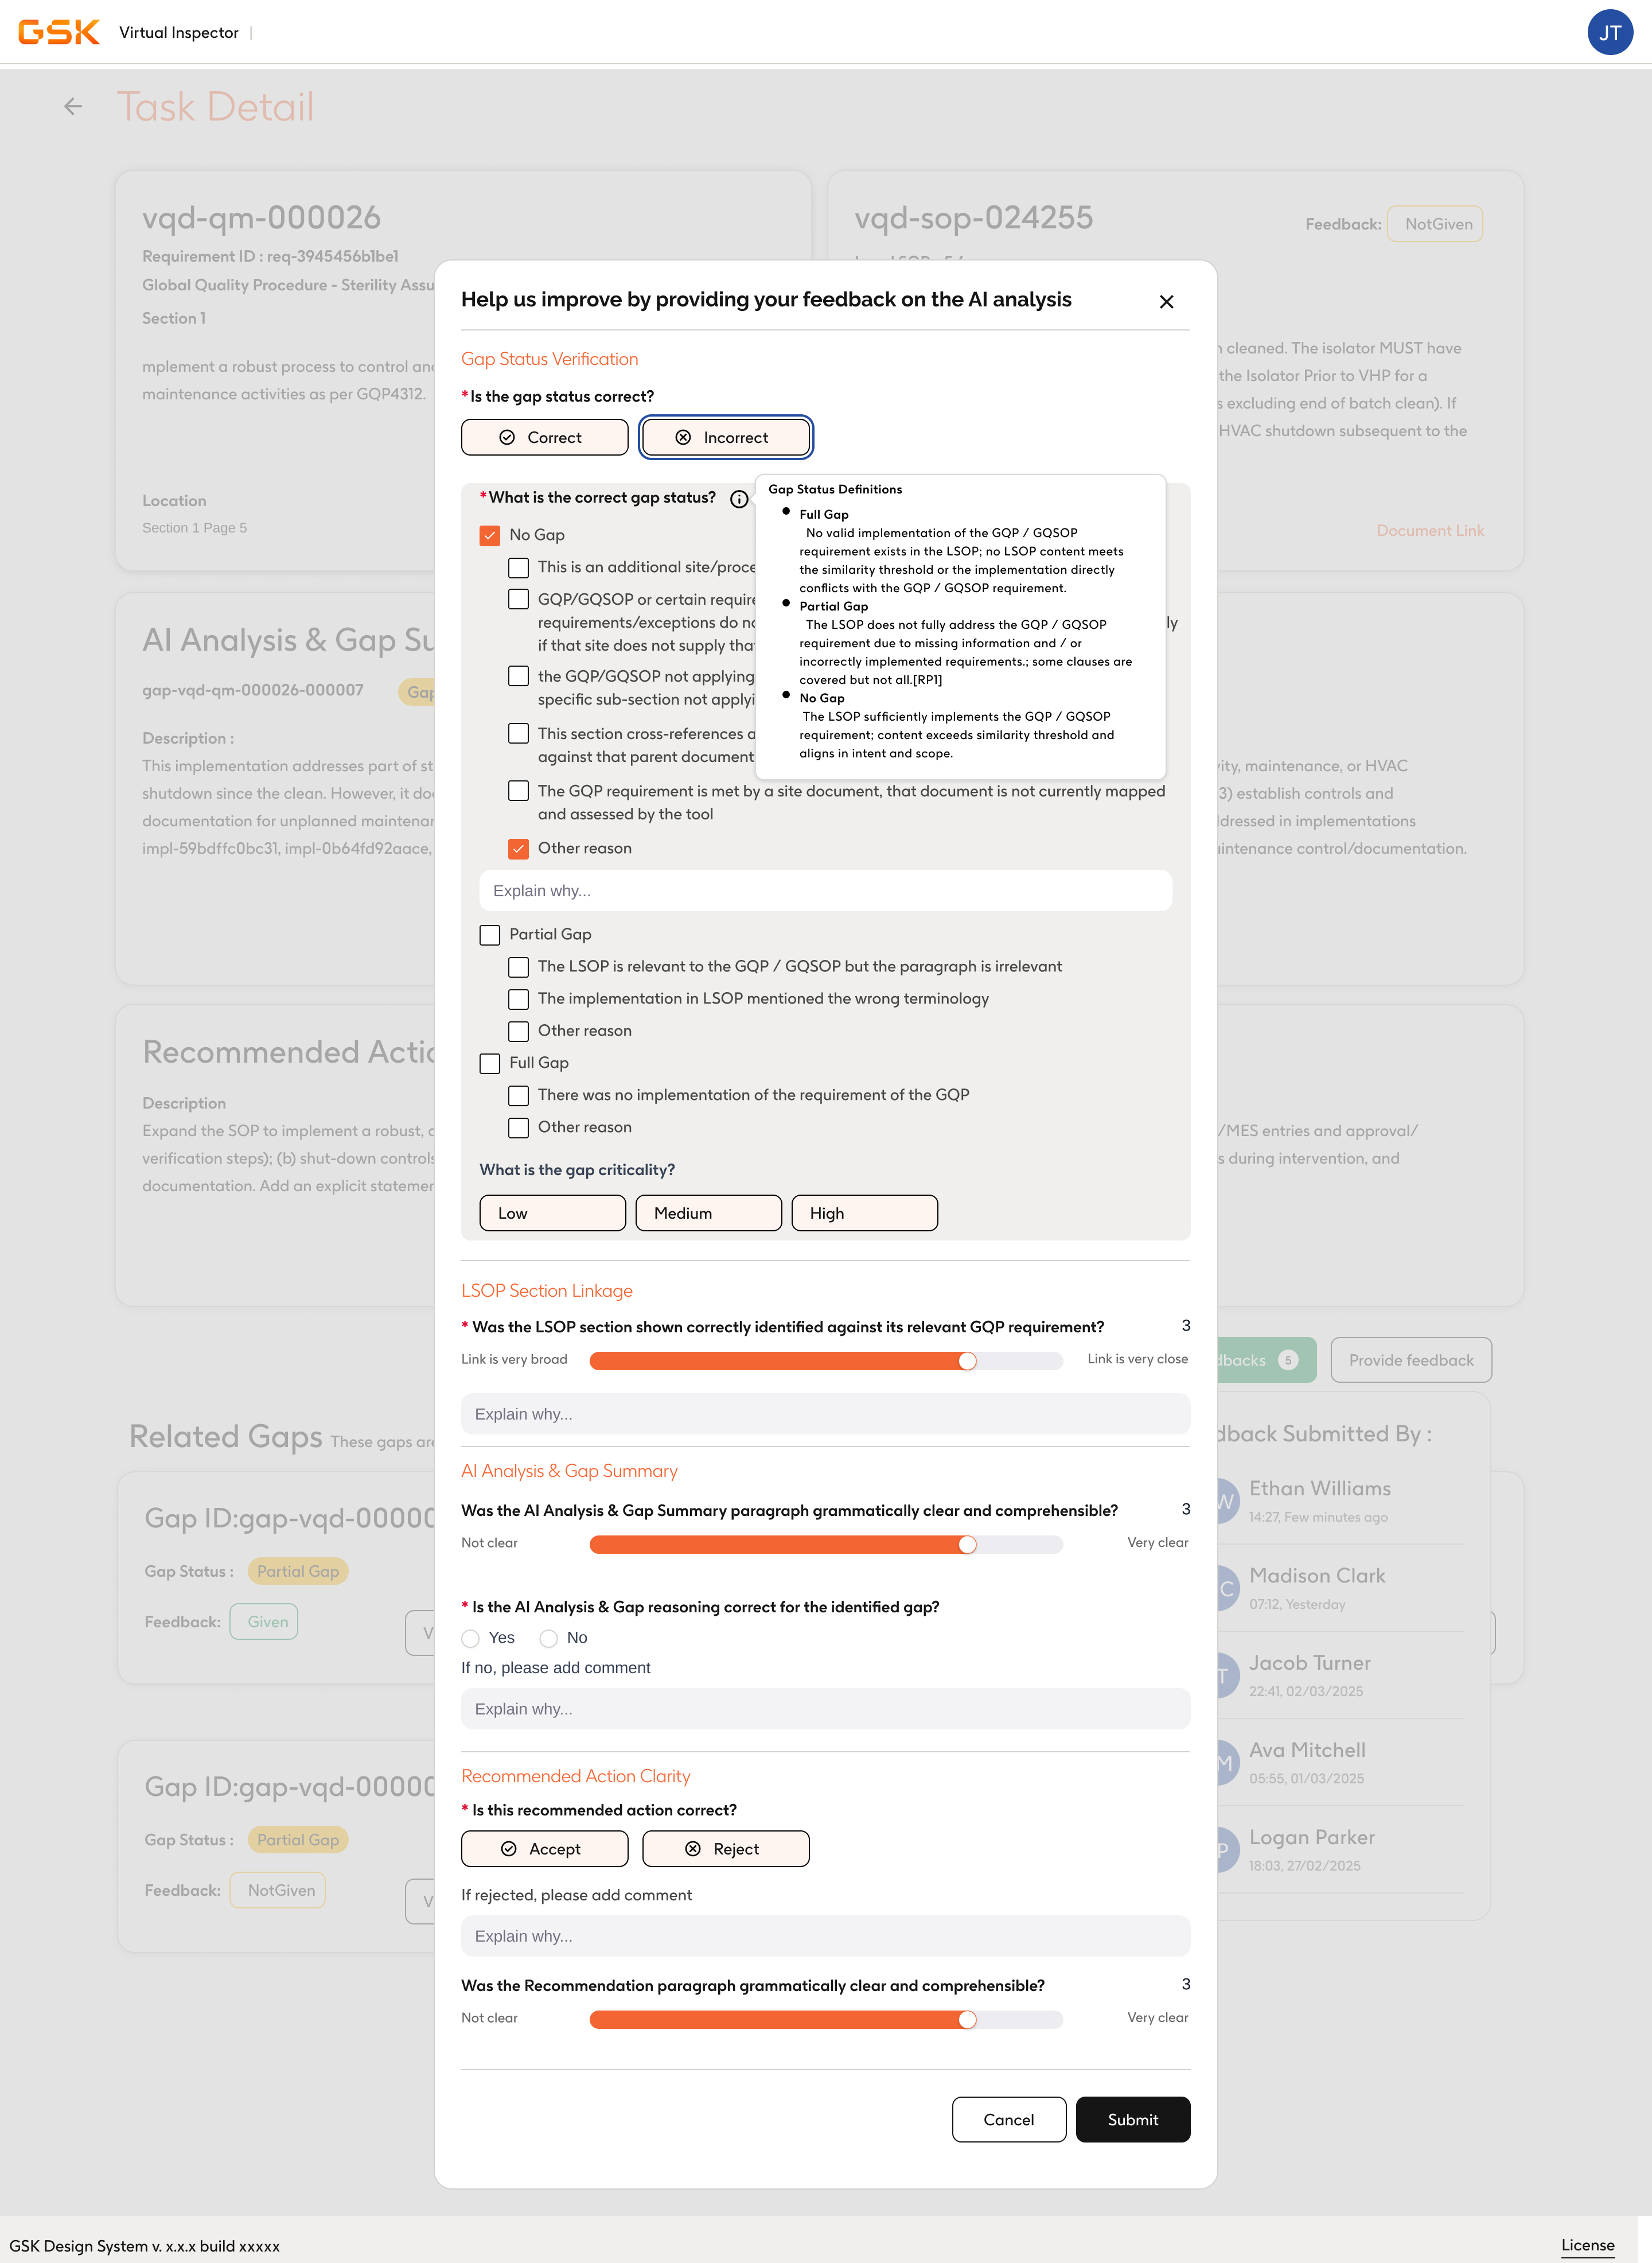 GSK Virtual Inspector
JT
Task Detail
vqd-qm-000026
Requirement ID : req-3945456b1be1
Global Quality Procedure - Sterility Assu
Section 1
mplement a robust process to control and
maintenance activities as per GQP4312.
Location
Section 1 Page 5
vqd-sop-024255
Feedback: NotGiven
cleaned. The isolator MUST have
the Isolator Prior to VHP for a
s excluding end of batch clean). If
HVAC shutdown subsequent to the
Document Link
AI Analysis & Gap Su
gap-vqd-qm-000026-000007 Gap
Description :
This implementation addresses part of st
shutdown since the clean. However, it do
documentation for unplanned maintenan
impl-59bdffc0bc31, impl-0b64fd92aace,
ity, maintenance, or HVAC
3) establish controls and
dressed in implementations
intenance control/documentation.
Recommended Actio
Description
Expand the SOP to implement a robust, c
verification steps); (b) shut-down controls
documentation. Add an explicit statemen
/MES entries and approval/
s during intervention, and
dbacks 5
Provide feedback
Related Gaps These gaps are
Gap ID:gap-vqd-00000
Gap Status : Partial Gap
Feedback: Given
V
Gap ID:gap-vqd-00000
Gap Status : Partial Gap
Feedback: NotGiven
V
dback Submitted By :
W Ethan Williams
14:27, Few minutes ago
C Madison Clark
07:12, Yesterday
T Jacob Turner
22:41, 02/03/2025
M Ava Mitchell
05:55, 01/03/2025
P Logan Parker
18:03, 27/02/2025
Help us improve by providing your feedback on the AI analysis
Gap Status Verification
*Is the gap status correct?
Correct
Incorrect
*What is the correct gap status?
No Gap
This is an additional site/proce
GQP/GQSOP or certain require
requirements/exceptions do no
ly
if that site does not supply tha
the GQP/GQSOP not applying
specific sub-section not applyi
This section cross-references a
against that parent document
The GQP requirement is met by a site document, that document is not currently mapped
and assessed by the tool
Other reason
Explain why...
Gap Status Definitions
Full Gap
No valid implementation of the GQP / GQSOP
requirement exists in the LSOP; no LSOP content meets
the similarity threshold or the implementation directly
conflicts with the GQP / GQSOP requirement.
Partial Gap
The LSOP does not fully address the GQP / GQSOP
requirement due to missing information and / or
incorrectly implemented requirements.; some clauses are
covered but not all.[RP1]
No Gap
The LSOP sufficiently implements the GQP / GQSOP
requirement; content exceeds similarity threshold and
aligns in intent and scope.
Partial Gap
The LSOP is relevant to the GQP / GQSOP but the paragraph is irrelevant
The implementation in LSOP mentioned the wrong terminology
Other reason
Full Gap
There was no implementation of the requirement of the GQP
Other reason
What is the gap criticality?
Low
Medium
High
LSOP Section Linkage
* Was the LSOP section shown correctly identified against its relevant GQP requirement? 3
Link is very broad
Link is very close
Explain why...
AI Analysis & Gap Summary
Was the AI Analysis & Gap Summary paragraph grammatically clear and comprehensible? 3
Not clear
Very clear
* Is the AI Analysis & Gap reasoning correct for the identified gap?
Yes No
If no, please add comment
Explain why...
Recommended Action Clarity
* Is this recommended action correct?
Accept
Reject
If rejected, please add comment
Explain why...
Was the Recommendation paragraph grammatically clear and comprehensible? 3
Not clear
Very clear
Cancel
Submit
GSK Design System v. x.x.x build xxxxx
License